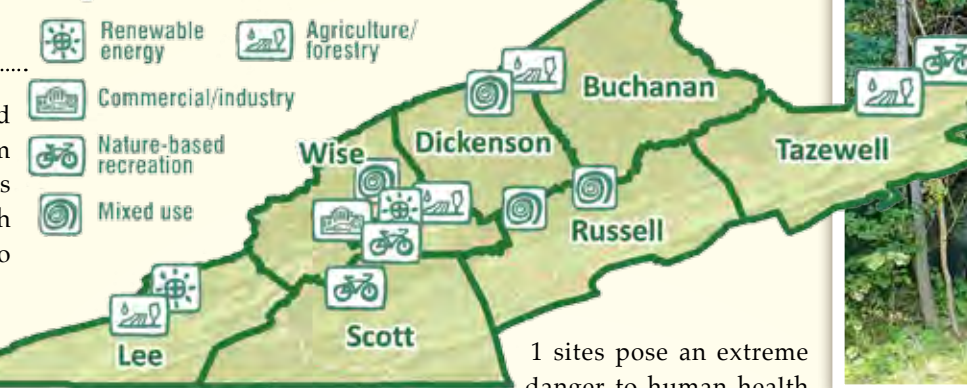 Renewable
energy
Agriculture/
forestry
Commercial/industry
Nature-based
recreation
Mixed use
.....
d
n
s
h
o
Wise
Dickenson
Buchanan
Tazewell
Russell
Scott
Lee
1 sites pose an extreme
danger to human health